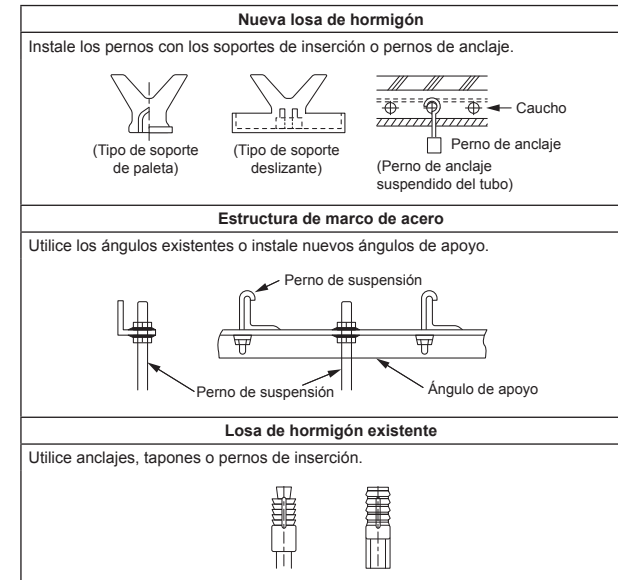 Nueva losa de hormigón
Instale los pernos con los soportes de inserción o pernos de anclaje.
Caucho
Perno de anclaje
(Tipo de soporte
de paleta)
(Tipo de soporte
deslizante)
(Perno de anclaje
suspendido del tubo)
Estructura de marco de acero
Utilice los ángulos existentes o instale nuevos ángulos de apoyo.
Perno de suspensión
Perno de suspensión
Ángulo de apoyo
Losa de hormigón existente
Utilice anclajes, tapones o pernos de inserción.